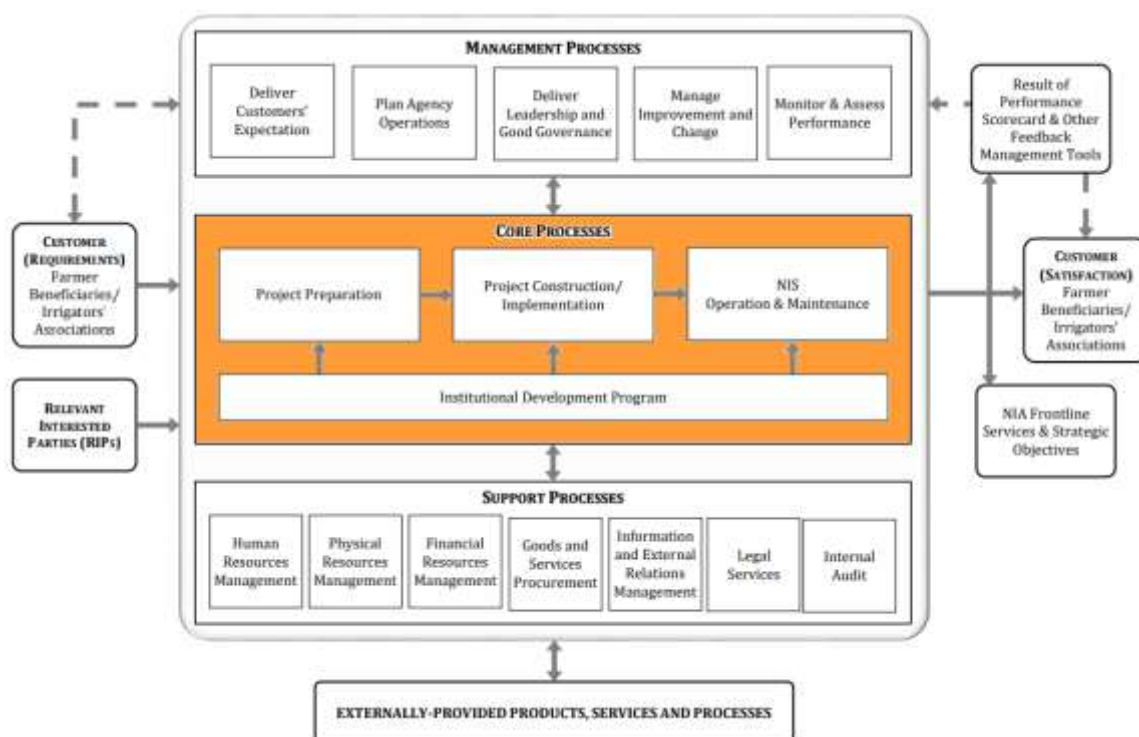 MANAGEMENT PROCESSES
Deliver
Customers'
Expectation
Plan Agency
Operations
Deliver
Leadership and
Good Governance
Manage
Improvement and
Change
Monitor & Assess
Performance
Result of
Performance
Scorecard & Other
Feedback
Management Tools
CUSTOMER
(REQUIREMENTS)
Farmer
Beneficiaries/
Irrigators'
Associations
CORE PROCESSES
Project Preparation
Project Construction/
Implementation
NIS
Operation & Maintenance
Institutional Development Program
CUSTOMER
(SATISFACTION)
Farmer
Beneficiaries/
Irrigators'
Associations
RELEVANT
INTERESTED
PARTIES (RIPS)
NIA Frontline
Services & Strategic
Objectives
SUPPORT PROCESSES
Human
Resources
Management
Physical
Resources
Management
Financial
Resources
Management
Goods and
Services
Procurement
Information
and External
Relations
Management
Legal
Services
Internal
Audit
EXTERNALLY-PROVIDED PRODUCTS, SERVICES AND PROCESSES